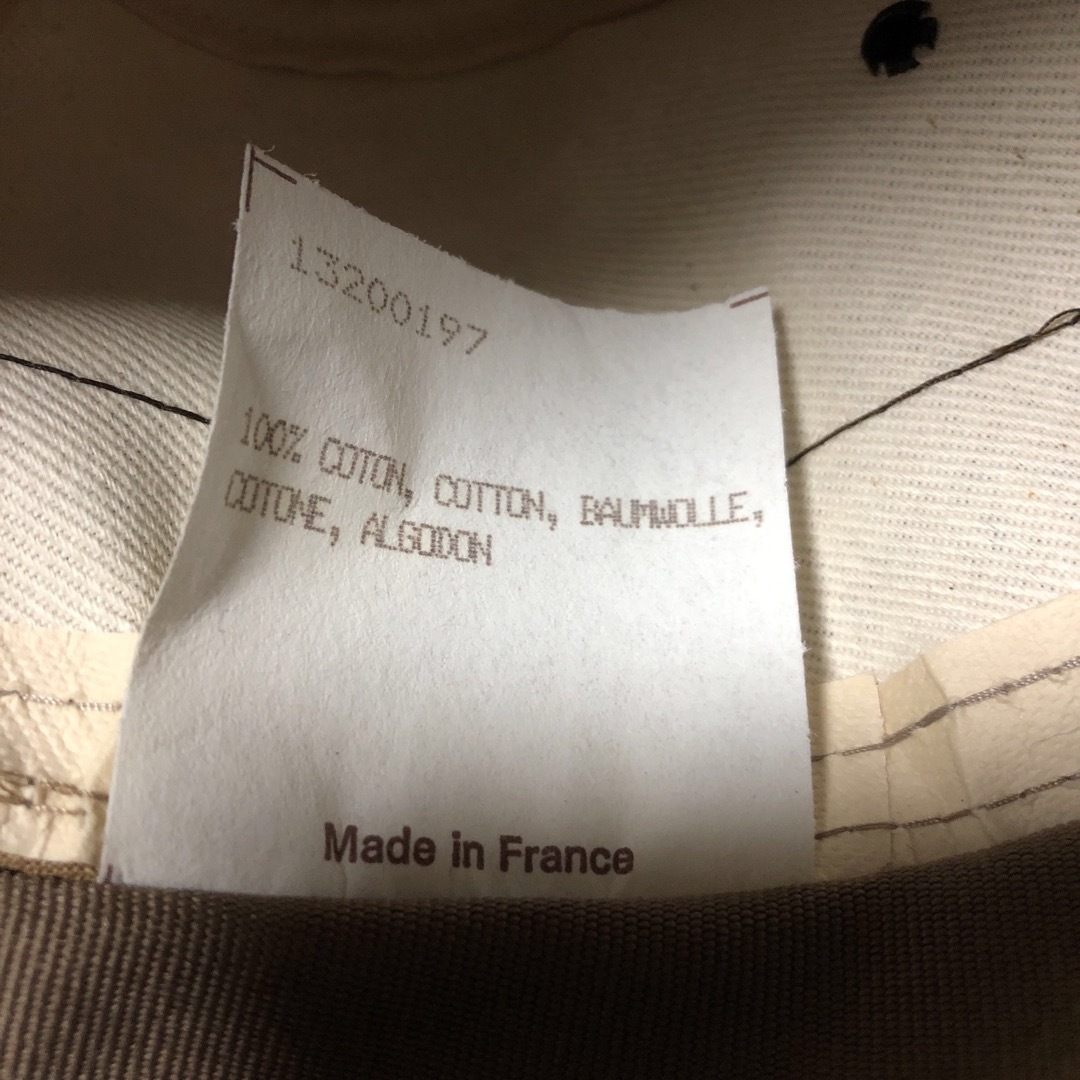 13200197
100% COTON, COTTON, BAUMWOLLE,
COTONE, ALGODON
Made in France